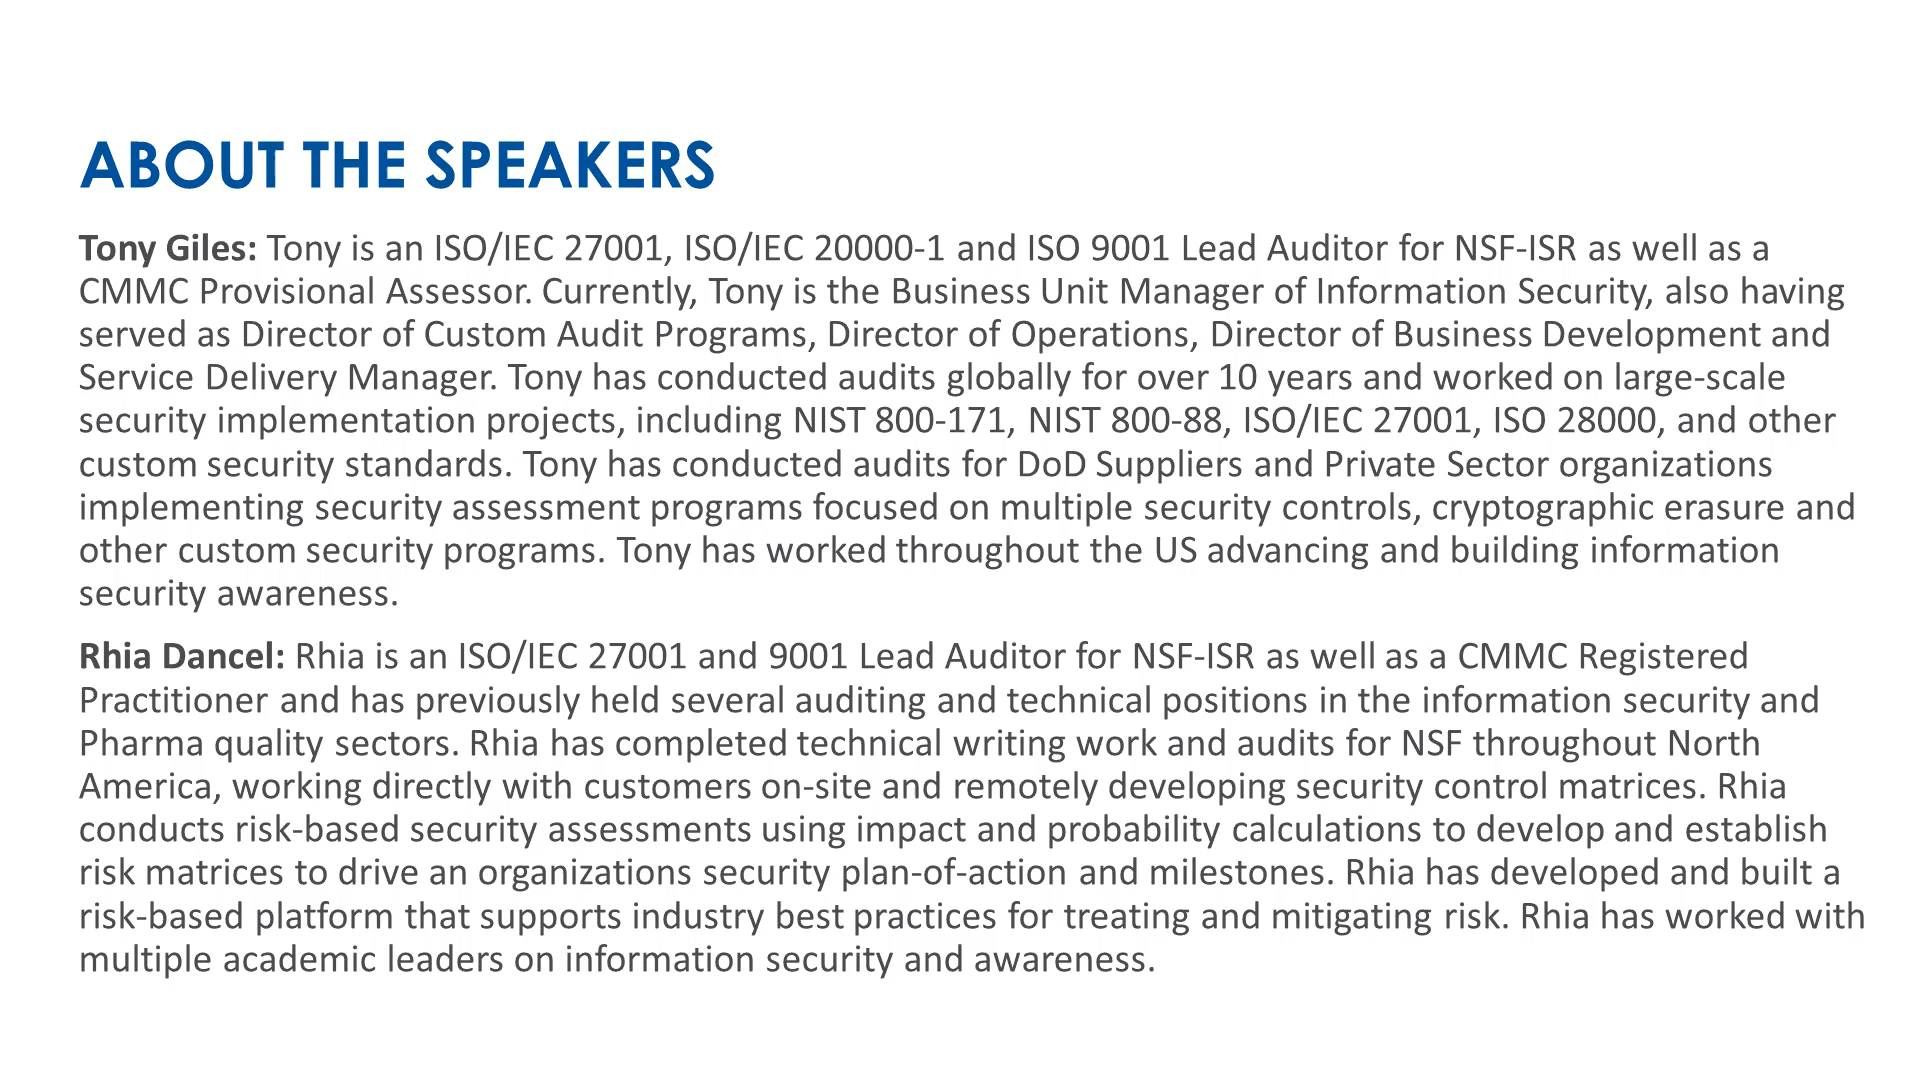 ABOUT THE SPEAKERS
Tony Giles: Tony is an ISO/IEC 27001, ISO/IEC 20000-1 and ISO 9001 Lead Auditor for NSF-ISR as well as a
CMMC Provisional Assessor. Currently, Tony is the Business Unit Manager of Information Security, also having
served as Director of Custom Audit Programs, Director of Operations, Director of Business Development and
Service Delivery Manager. Tony has conducted audits globally for over 10 years and worked on large-scale
security implementation projects, including NIST 800-171, NIST 800-88, ISO/IEC 27001, ISO 28000, and other
custom security standards. Tony has conducted audits for DoD Suppliers and Private Sector organizations
implementing security assessment programs focused on multiple security controls, cryptographic erasure and
other custom security programs. Tony has worked throughout the US advancing and building information
security awareness.
Rhia Dancel: Rhia is an ISO/IEC 27001 and 9001 Lead Auditor for NSF-ISR as well as a CMMC Registered
Practitioner and has previously held several auditing and technical positions in the information security and
Pharma quality sectors. Rhia has completed technical writing work and audits for NSF throughout North
America, working directly with customers on-site and remotely developing security control matrices. Rhia
conducts risk-based security assessments using impact and probability calculations to develop and establish
risk matrices to drive an organizations security plan-of-action and milestones. Rhia has developed and built a
risk-based platform that supports industry best practices for treating and mitigating risk. Rhia has worked with
multiple academic leaders on information security and awareness.